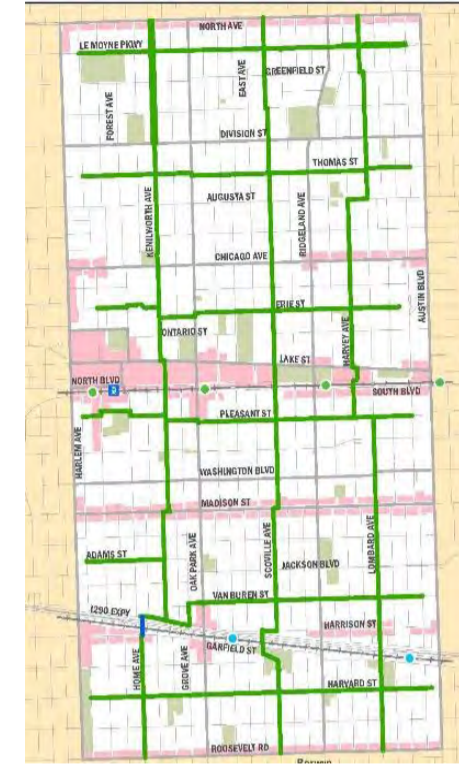 NORTH AVE
LE MOYNE PKWY
EAST AVE
GREENFIELD ST
FOREST AVE
DIVISION ST
THOMAS ST
KENILWORTH AVE
AUGUSTA ST
RIDGELAND AVE
CHICAGO AVE
AUSTIN BLVD
ERIE ST
ONTARIO ST
HARVEY AVE
LAKE ST
NORTH BLVD
SOUTH BLVD
PLEASANT ST
HARLEM AVE
WASHINGTON BLVD
MADISON ST
LOMBARD AVE
SCOVILLE AVE
OAK PARK AVE
ADAMS ST
JACKSON BLVD
VAN BUREN ST
I290 EXPY
HARRISON ST
GARFIELD ST
HOME AVE
GROVE AVE
HARVARD ST
ROOSEVELT RD
Berwyn